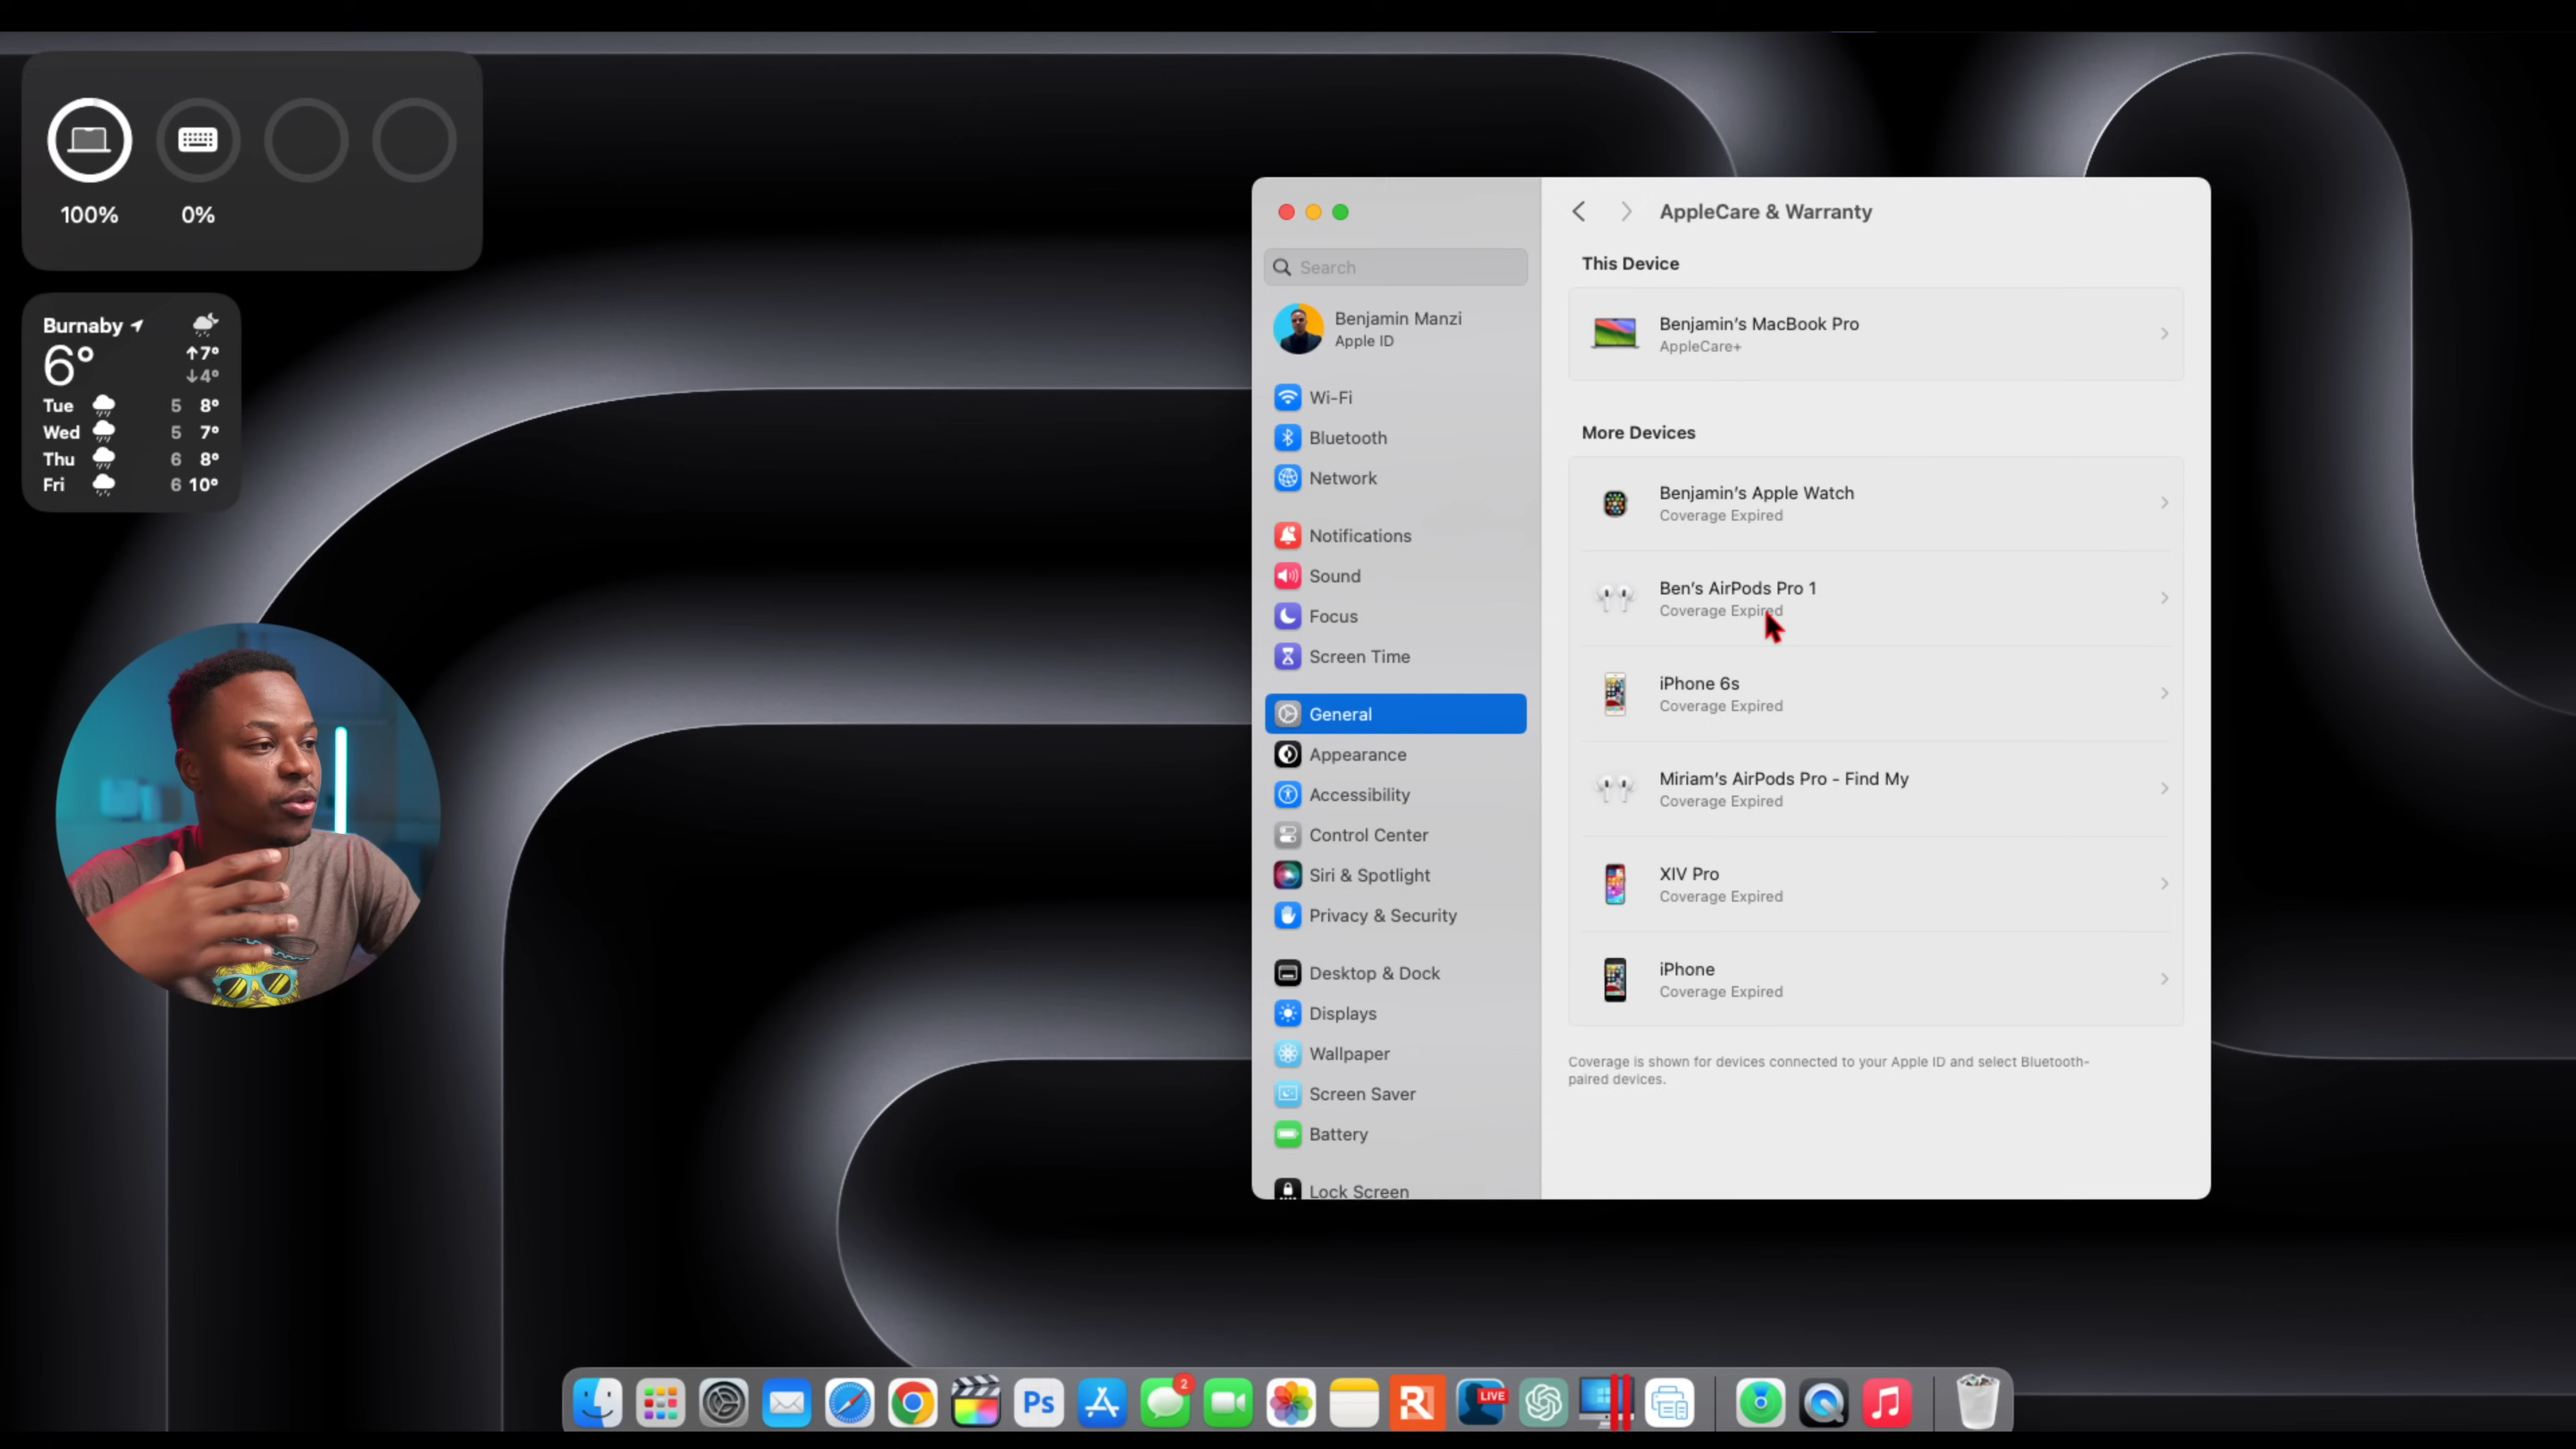 100%
0%
Burnaby
6°
↑7°
↓4°
Tue 5 8°
Wed 5 7°
Thu 6 8°
Fri 6 10°
Search
Benjamin Manzi
Apple ID
Wi-Fi
Bluetooth
Network
Notifications
Sound
Focus
Screen Time
General
Appearance
Accessibility
Control Center
Siri & Spotlight
Privacy & Security
Desktop & Dock
Displays
Wallpaper
Screen Saver
Battery
Lock Screen
AppleCare & Warranty
This Device
Benjamin's MacBook Pro
AppleCare+
More Devices
Benjamin's Apple Watch
Coverage Expired
Ben's AirPods Pro 1
Coverage Expired
iPhone 6s
Coverage Expired
Miriam's AirPods Pro - Find My
Coverage Expired
XIV Pro
Coverage Expired
iPhone
Coverage Expired
Coverage is shown for devices connected to your Apple ID and select Bluetooth-
paired devices.
Ps
2
LIVE